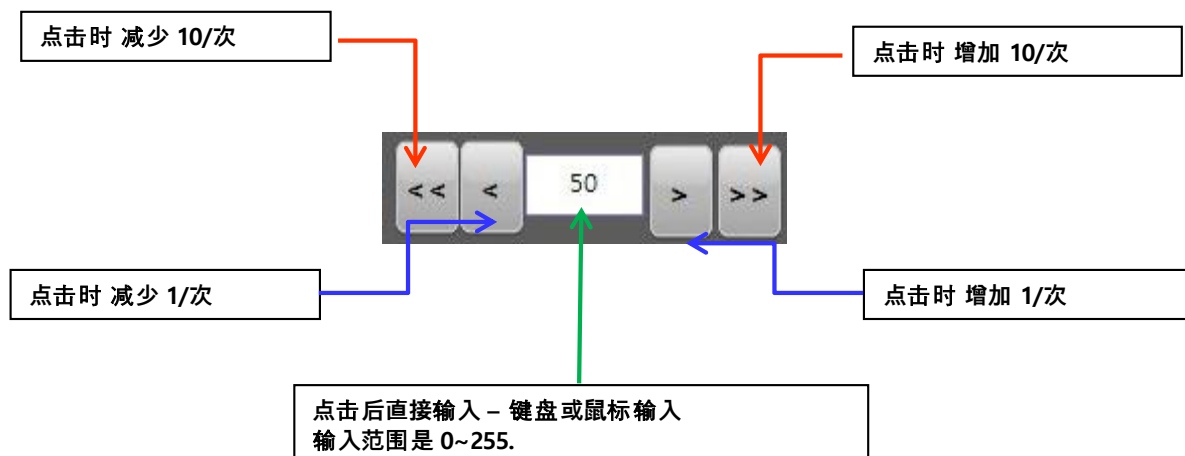 点击时 减少 10/次
点击时 增加 10/次
<<
<
50
>
>>
点击时 减少 1/次
点击时 增加 1/次
点击后直接输入 – 键盘或鼠标输入
输入范围是 0~255.